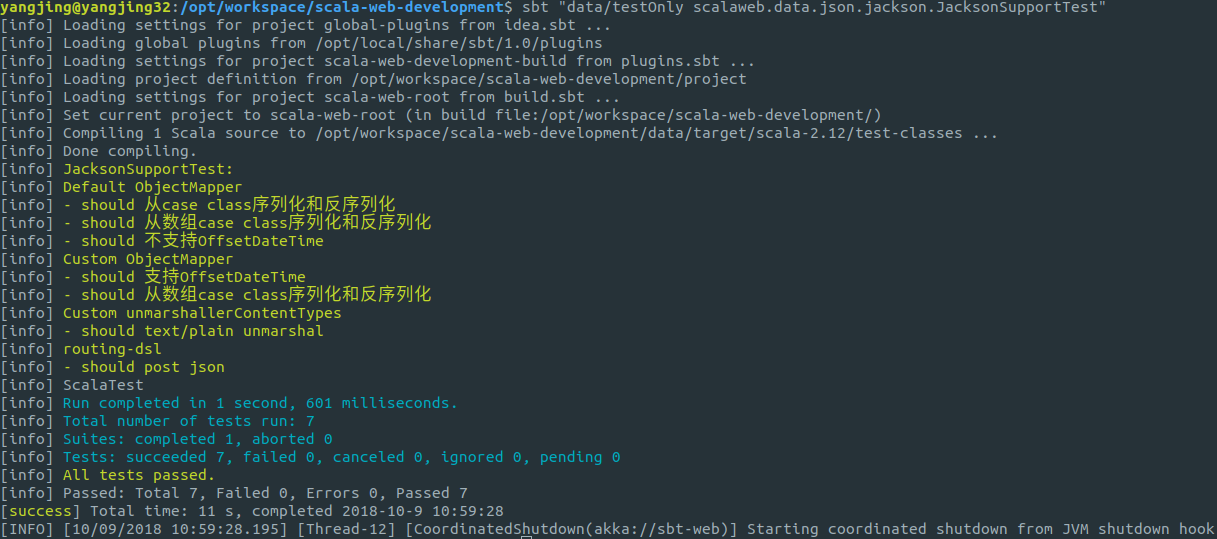 yangjing@yangjing32:/opt/workspace/scala-web-development$ sbt "data/testOnly scalaweb.data.json.jackson.JacksonSupportTest"
[info] Loading settings for project global-plugins from idea.sbt ...
[info] Loading global plugins from /opt/local/share/sbt/1.0/plugins
[info] Loading settings for project scala-web-development-build from plugins.sbt ...
[info] Loading project definition from /opt/workspace/scala-web-development/project
[info] Loading settings for project scala-web-root from build.sbt ...
[info] Set current project to scala-web-root (in build file:/opt/workspace/scala-web-development/)
[info] Compiling 1 Scala source to /opt/workspace/scala-web-development/data/target/scala-2.12/test-classes ...
[info] Done compiling.
[info] JacksonSupportTest:
[info] Default ObjectMapper
[info] - should 从case class序列化和反序列化
[info] - should 从数组case class序列化和反序列化
[info] - should 不支持OffsetDateTime
[info] Custom ObjectMapper
[info] - should 支持OffsetDateTime
[info] - should 从数组case class序列化和反序列化
[info] Custom unmarshallerContentTypes
[info] - should text/plain unmarshal
[info] routing-dsl
[info] - should post json
[info] ScalaTest
[info] Run completed in 1 second, 601 milliseconds.
[info] Total number of tests run: 7
[info] Suites: completed 1, aborted 0
[info] Tests: succeeded 7, failed 0, canceled 0, ignored 0, pending 0
[info] All tests passed.
[info] Passed: Total 7, Failed 0, Errors 0, Passed 7
[success] Total time: 11 s, completed 2018-10-9 10:59:28
[INFO] [10/09/2018 10:59:28.195] [Thread-12] [CoordinatedShutdown(akka://sbt-web)] Starting coordinated shutdown from JVM shutdown hook